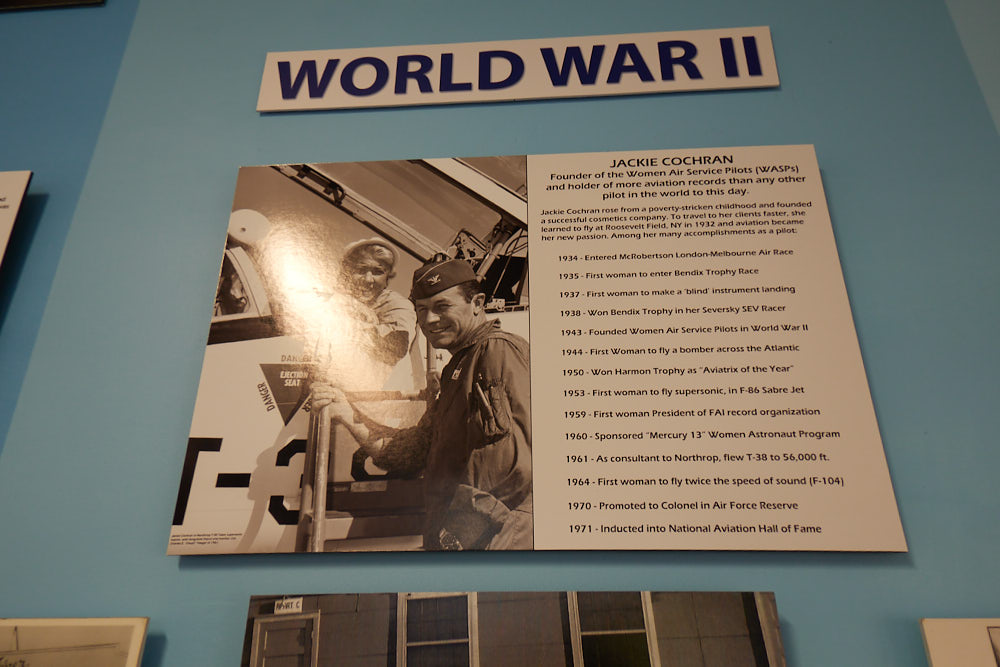 WORLD WAR II
JACKIE COCHRAN
Founder of the Women Air Service Pilots (WASPs)
and holder of more aviation records than any other
pilot in the world to this day.
Jackie Cochran rose from a poverty-stricken childhood and founded
a successful cosmetics company. To travel to her clients faster, she
learned to fly at Roosevelt Field, NY in 1932 and aviation became
her new passion. Among her many accomplishments as a pilot:
1934 - Entered McRobertson London-Melbourne Air Race
1935 - First woman to enter Bendix Trophy Race
1937 - First woman to make a 'blind' instrument landing
1938 - Won Bendix Trophy in her Seversky SEV Racer
1943 - Founded Women Air Service Pilots in World War II
1944 - First Woman to fly a bomber across the Atlantic
1950 - Won Harmon Trophy as "Aviatrix of the Year"
1953 - First woman to fly supersonic, in F-86 Sabre Jet
1959 - First woman President of FAI record organization
1960 - Sponsored "Mercury 13" Women Astronaut Program
1961 - As consultant to Northrop, flew T-38 to 56,000 ft.
1964 - First woman to fly twice the speed of sound (F-104)
1970 - Promoted to Colonel in Air Force Reserve
1971 - Inducted into National Aviation Hall of Fame
DANGER
EJECTION
SEAT
DANGER
T-38
APART C